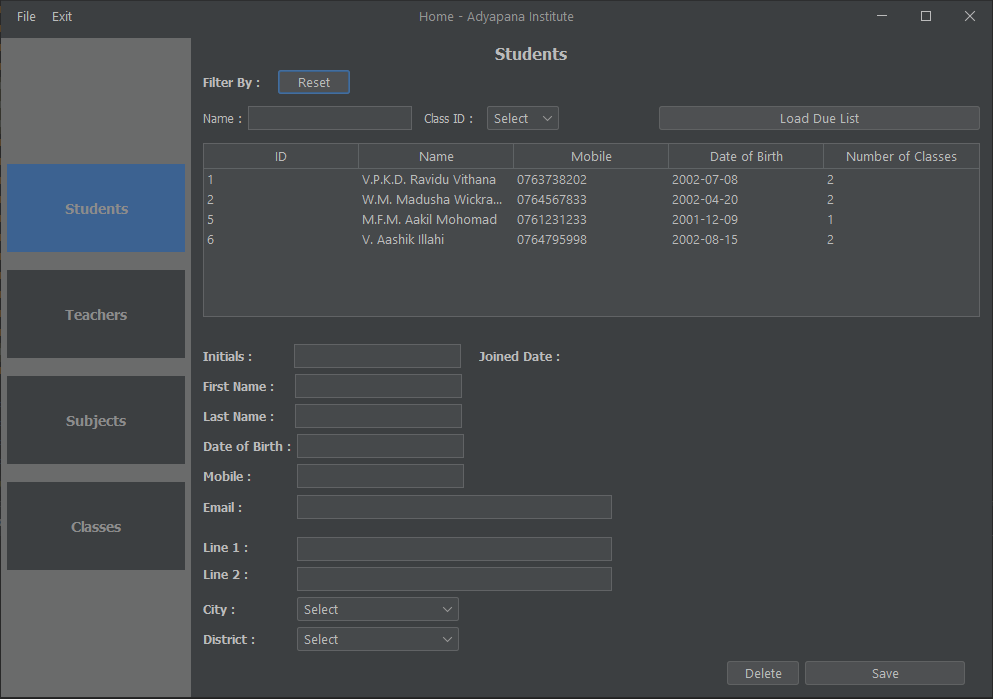 File Exit Home - Adyapana Institute
Students
Filter By : Reset
Name : Class ID : Select Load Due List
ID Name Mobile Date of Birth Number of Classes
1 V.P.K.D. Ravidu Vithana 0763738202 2002-07-08 2
2 W.M. Madusha Wickra... 0764567833 2002-04-20 2
5 M.F.M. Aakil Mohomad 0761231233 2001-12-09 1
6 V. Aashik Illahi 0764795998 2002-08-15 2
Students
Teachers
Subjects
Classes
Initials : Joined Date :
First Name :
Last Name :
Date of Birth :
Mobile :
Email :
Line 1 :
Line 2 :
City : Select
District : Select
Delete Save